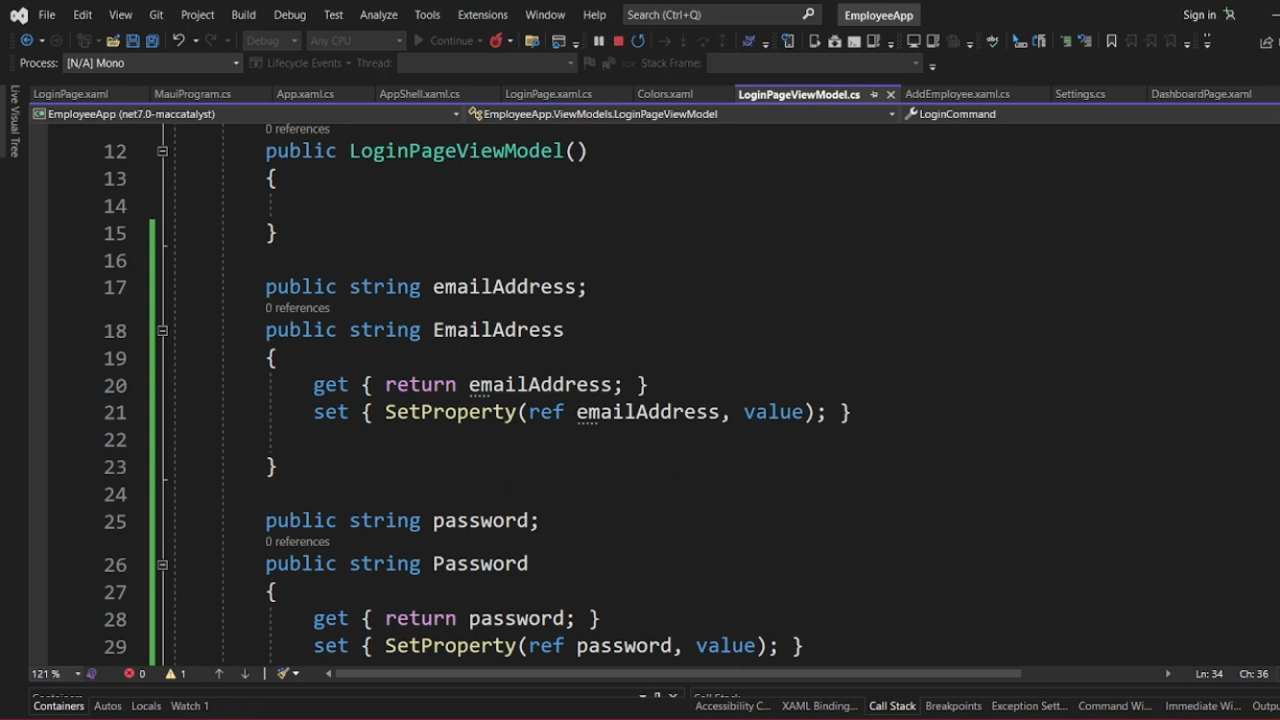 File Edit View Git Project Build Debug Test Analyze Tools Extensions Window Help Search (Ctrl+Q) EmployeeApp Sign in
Debug Any CPU Continue
Process: [N/A] Mono Lifecycle Events Thread: Stack Frame:
LoginPage.xaml MauiProgram.cs App.xaml.cs AppShell.xaml.cs LoginPage.xaml.cs Colors.xaml LoginPageViewModel.cs AddEmployee.xaml.cs Settings.cs DashboardPage.xaml
Live Visual Tree
EmployeeApp (net7.0-maccatalyst) EmployeeApp.ViewModels.LoginPageViewModel LoginCommand
0 references
12 public LoginPageViewModel()
13 {
14
15 }
16
17 public string emailAddress;
0 references
18 public string EmailAdress
19 {
20 get { return emailAddress; }
21 set { SetProperty(ref emailAddress, value); }
22
23 }
24
25 public string password;
0 references
26 public string Password
27 {
28 get { return password; }
29 set { SetProperty(ref password, value); }
121 % 0 1 Ln: 34 Ch: 36
Containers Autos Locals Watch 1 Accessibility C... XAML Binding... Call Stack Breakpoints Exception Sett... Command Wi... Immediate Wi... Outpu